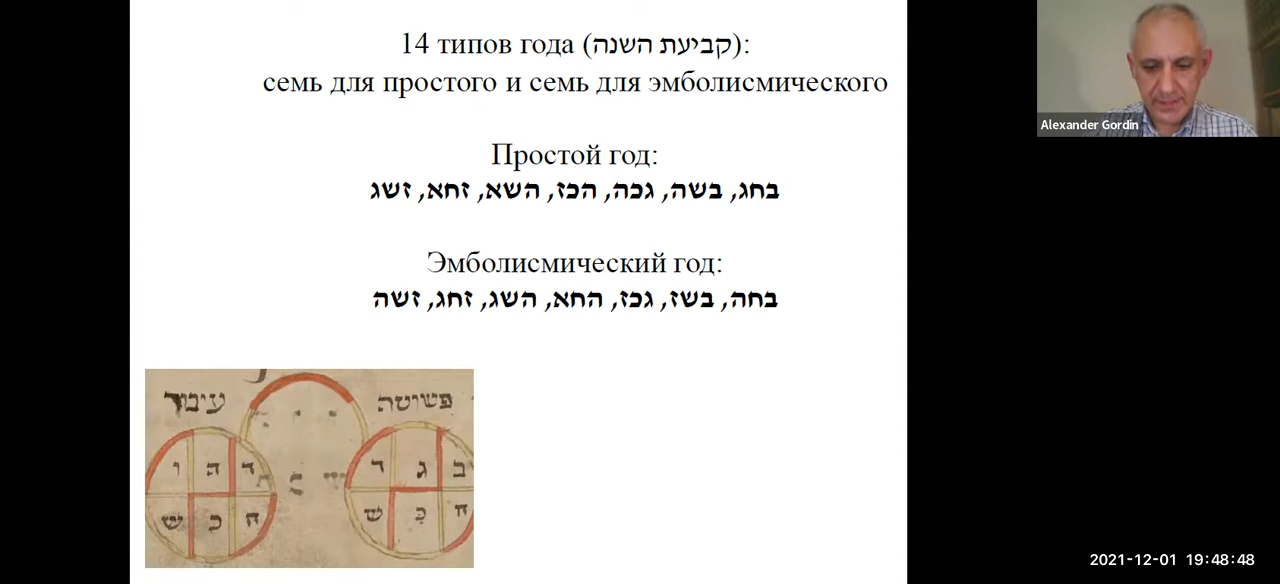 14 типов года (קביעת השנה):
семь для простого и семь для эмболисмического
Простой год:
בחג, בשה, גכה, הכז, השא, זחא, זשג
Эмболисмический год:
בחה, בשז, גכז, החא, השג, זחג, זשה
Alexander Gordin
עיבור פשוטה
ו ה ד ד ג ב
ש כ ח ש כ ח
2021-12-01 19:48:48